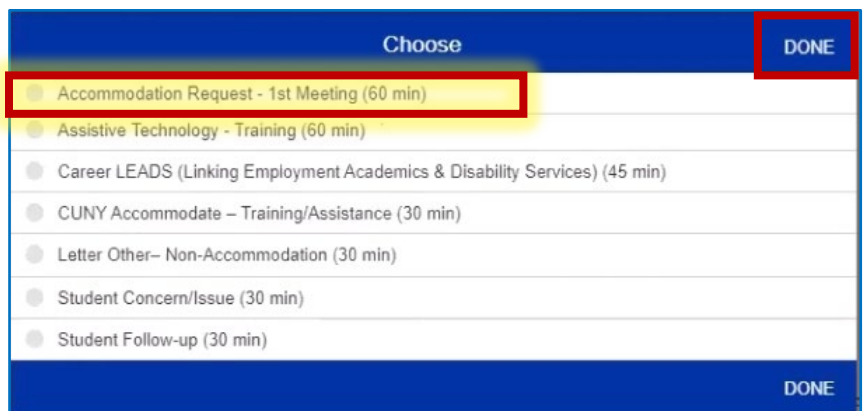 Choose
DONE
Accommodation Request - 1st Meeting (60 min)
Assistive Technology - Training (60 min)
Career LEADS (Linking Employment Academics & Disability Services) (45 min)
CUNY Accommodate – Training/Assistance (30 min)
Letter Other– Non-Accommodation (30 min)
Student Concern/Issue (30 min)
Student Follow-up (30 min)
DONE